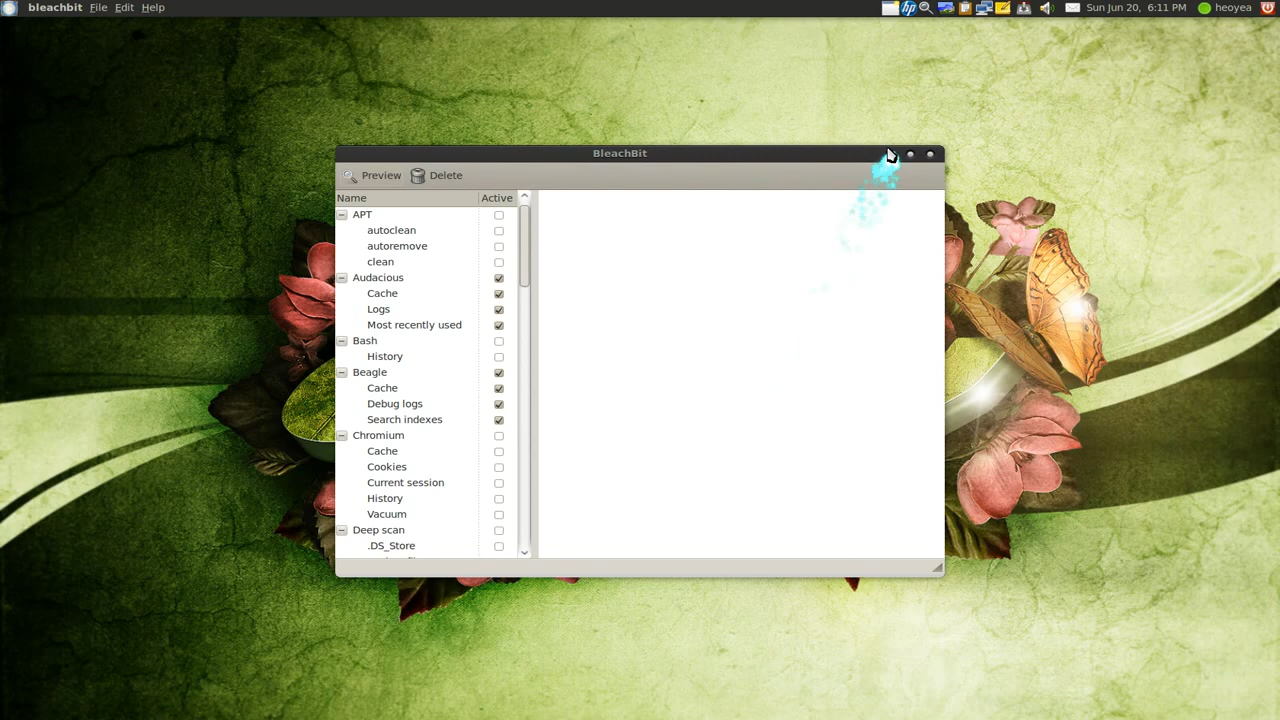 bleachbit File Edit Help
hp
Sun Jun 20, 6:11 PM heoyea
BleachBit
Preview Delete
Name Active
APT
autoclean
autoremove
clean
Audacious
Cache
Logs
Most recently used
Bash
History
Beagle
Cache
Debug logs
Search indexes
Chromium
Cache
Cookies
Current session
History
Vacuum
Deep scan
.DS_Store